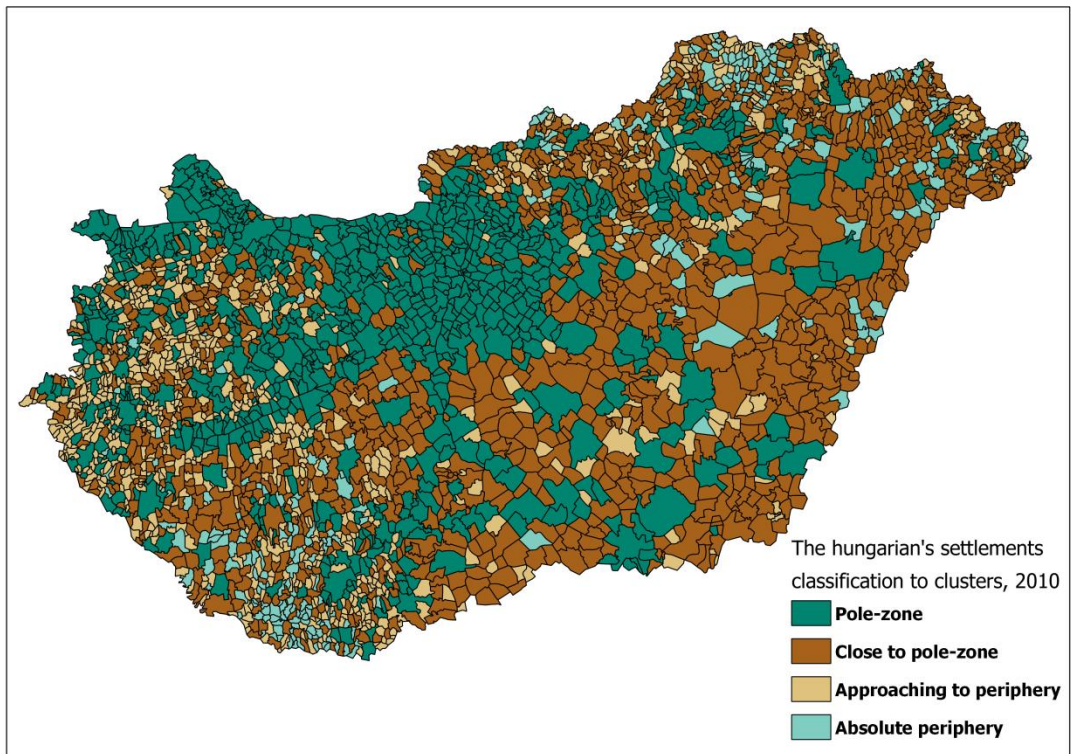 The hungarian's settlements
classification to clusters, 2010
Pole-zone
Close to pole-zone
Approaching to periphery
Absolute periphery